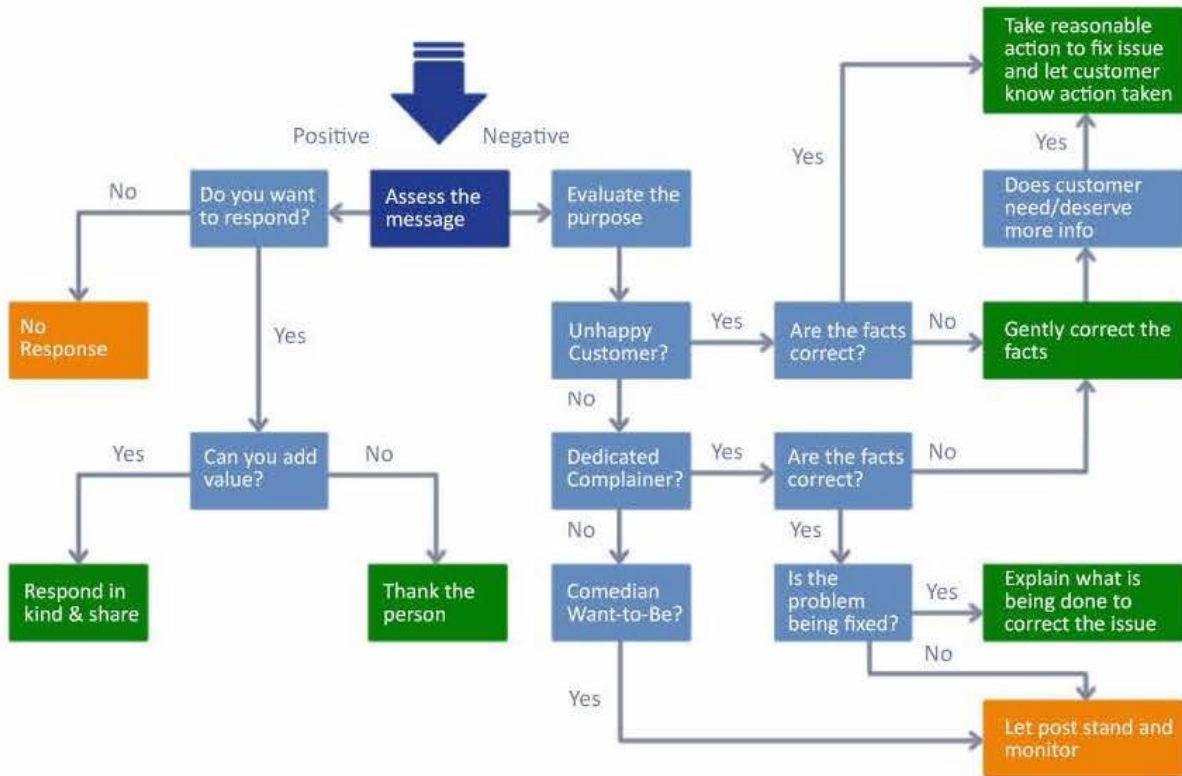 Take reasonable
action to fix issue
and let customer
know action taken
Positive
Negative
Yes
Yes
No
Do you want
to respond?
Assess the
message
Evaluate the
purpose
Does customer
need/deserve
more info
No
Response
Yes
Unhappy
Customer?
Yes
Are the facts
correct?
No
Gently correct the
facts
No
Yes
Can you add
value?
No
Dedicated
Complainer?
Yes
Are the facts
correct?
No
No
Yes
Respond in
kind & share
Thank the
person
Comedian
Want-to-Be?
Is the
problem
being fixed?
Yes
Explain what is
being done to
correct the issue
No
Yes
Let post stand and
monitor